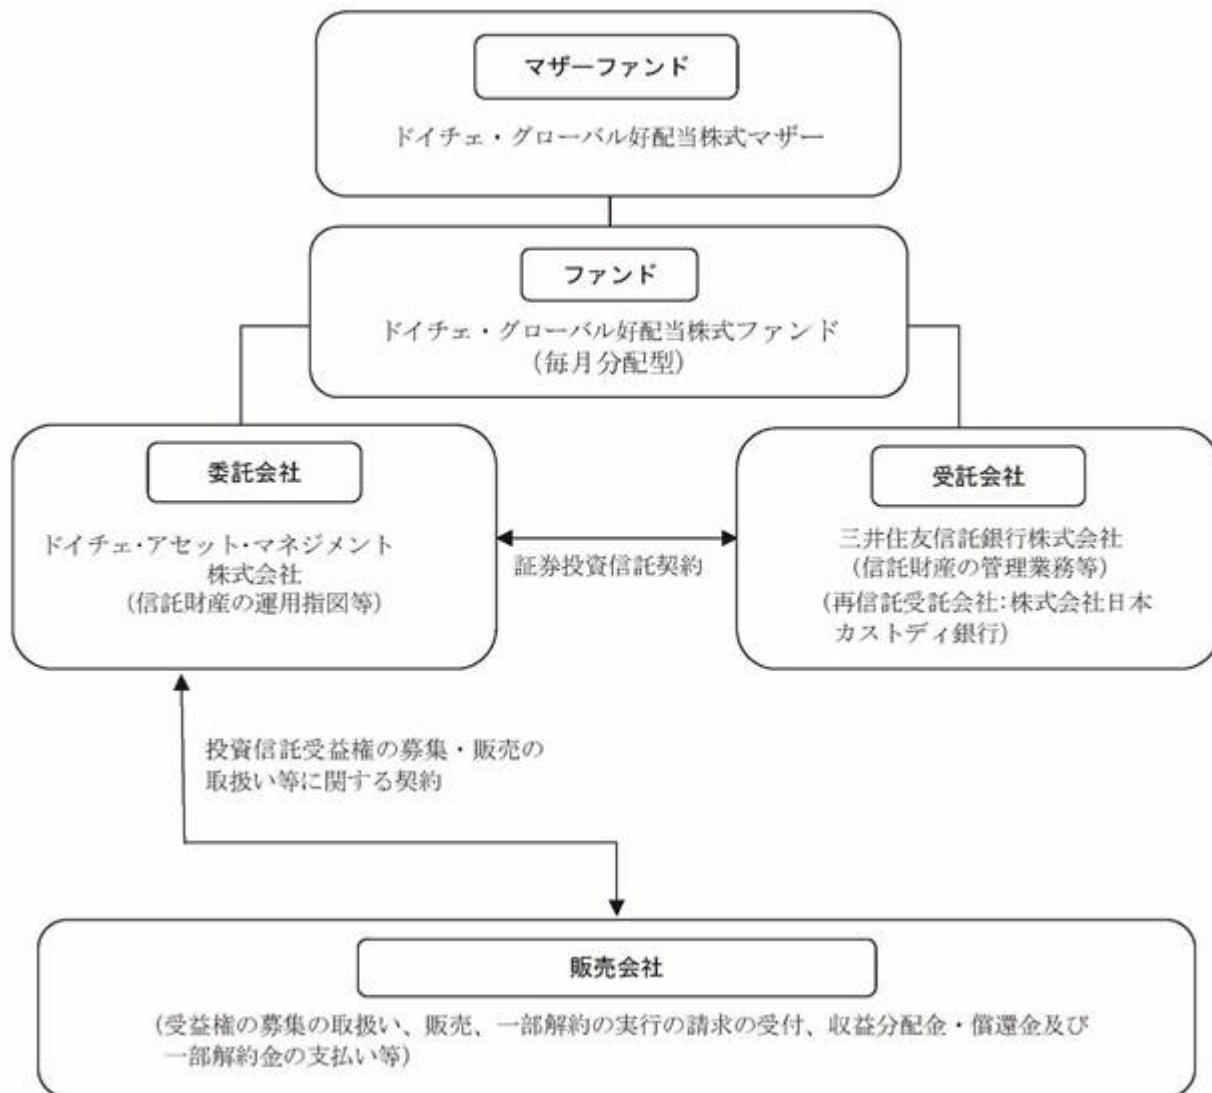 マザーファンド
ドイチェ・グローバル好配当株式マザー
ファンド
ドイチェ・グローバル好配当株式ファンド
（毎月分配型）
委託会社
ドイチェ・アセット・マネジメント
株式会社
（信託財産の運用指図等）
証券投資信託契約
受託会社
三井住友信託銀行株式会社
（信託財産の管理業務等）
（再信託受託会社：株式会社日本
カストディ銀行）
投資信託受益権の募集・販売の
取扱い等に関する契約
販売会社
（受益権の募集の取扱い、販売、一部解約の実行の請求の受付、収益分配金・償還金及び
一部解約金の支払い等）